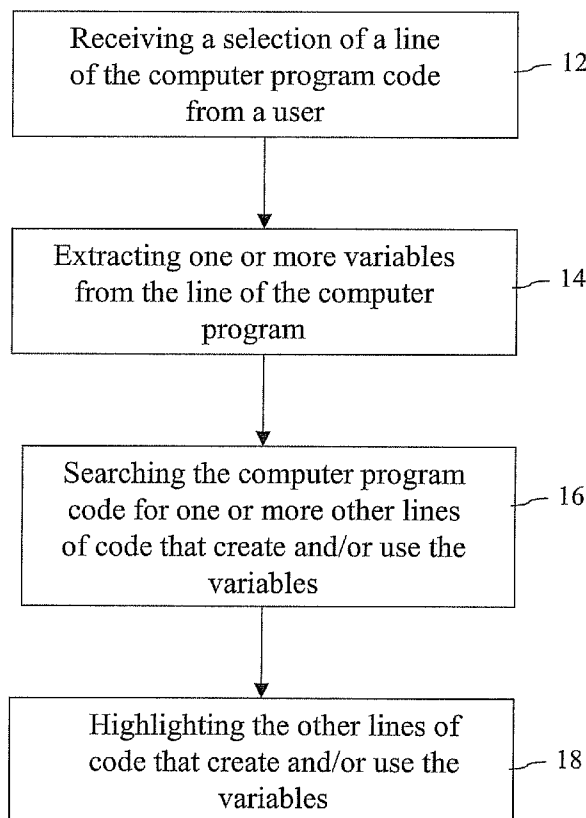 Receiving a selection of a line
of the computer program code
from a user
12
Extracting one or more variables
from the line of the computer
program
14
Searching the computer program
code for one or more other lines
of code that create and/or use the
variables
16
Highlighting the other lines of
code that create and/or use the
variables
18